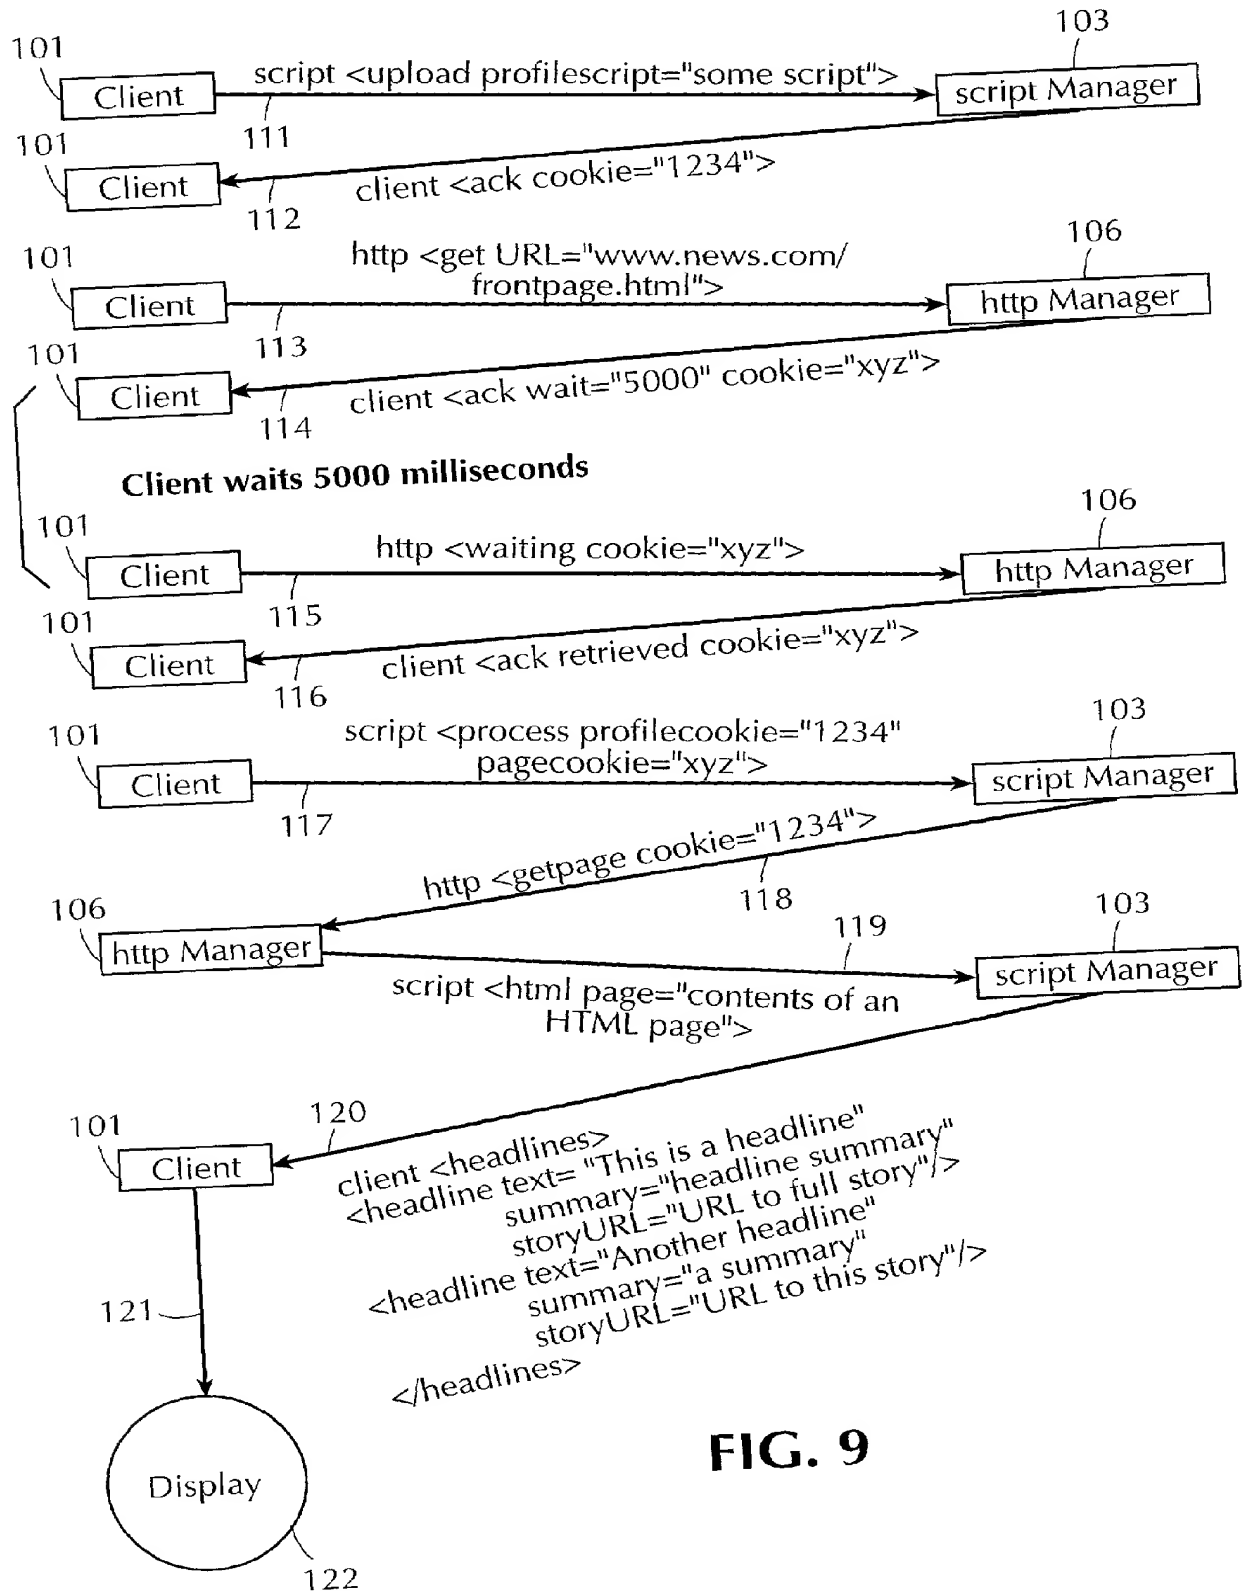 103
101
script <upload profilescript="some script">
Client
script Manager
111
101
Client
client <ack cookie="1234">
112
106
101
http <get URL="www.news.com/
frontpage.html">
Client
http Manager
113
101
Client
client <ack wait="5000" cookie="xyz">
114
Client waits 5000 milliseconds
106
101
http <waiting cookie="xyz">
Client
http Manager
115
101
Client
client <ack retrieved cookie="xyz">
116
103
101
script <process profilecookie="1234"
pagecookie="xyz">
Client
script Manager
117
http <getpage cookie="1234">
118
106
103
119
http Manager
script Manager
script <html page="contents of an
HTML page">
101
120
Client
client <headlines>
<headline text= "This is a headline"
summary="headline summary"
storyURL="URL to full story"/>
<headline text="Another headline"
summary="a summary"
storyURL="URL to this story"/>
</headlines>
121
Display
122
FIG. 9